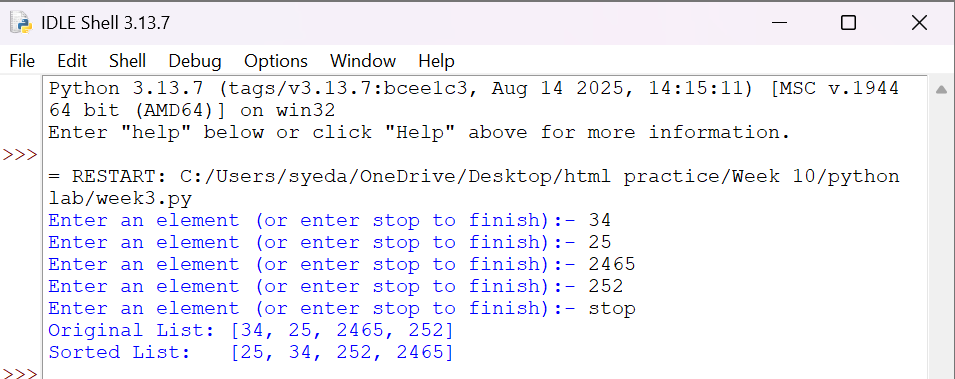 IDLE Shell 3.13.7
File Edit Shell Debug Options Window Help
Python 3.13.7 (tags/v3.13.7:bcee1c3, Aug 14 2025, 14:15:11) [MSC v.1944
64 bit (AMD64)] on win32
Enter "help" below or click "Help" above for more information.
>>>
= RESTART: C:/Users/syeda/OneDrive/Desktop/html practice/Week 10/python
lab/week3.py
Enter an element (or enter stop to finish):- 34
Enter an element (or enter stop to finish):- 25
Enter an element (or enter stop to finish):- 2465
Enter an element (or enter stop to finish):- 252
Enter an element (or enter stop to finish):- stop
Original List: [34, 25, 2465, 252]
Sorted List:   [25, 34, 252, 2465]
>>>